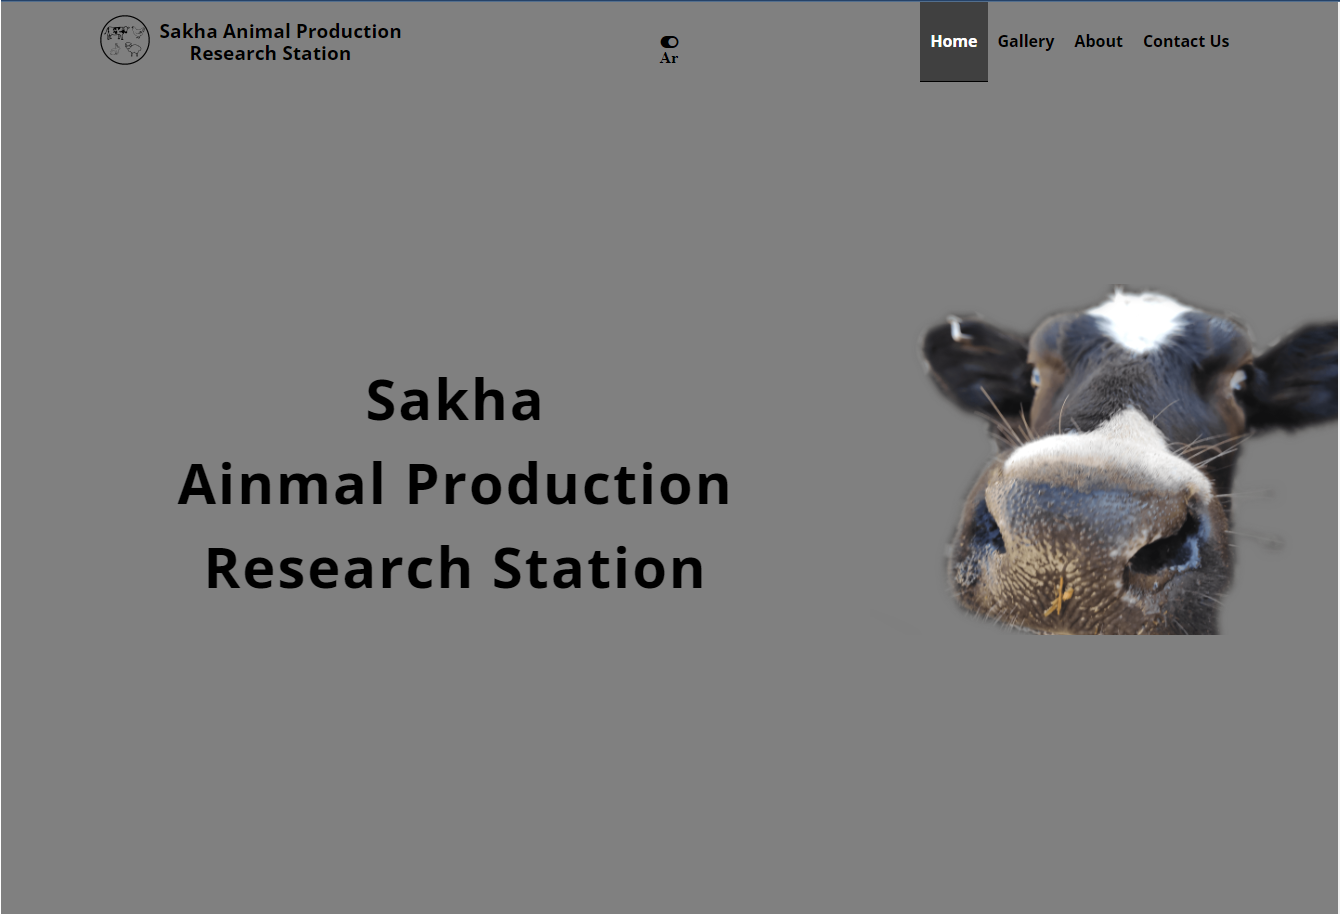 Sakha Animal Production
Research Station
Ar
Home
Gallery
About
Contact Us
Sakha
Ainmal Production
Research Station